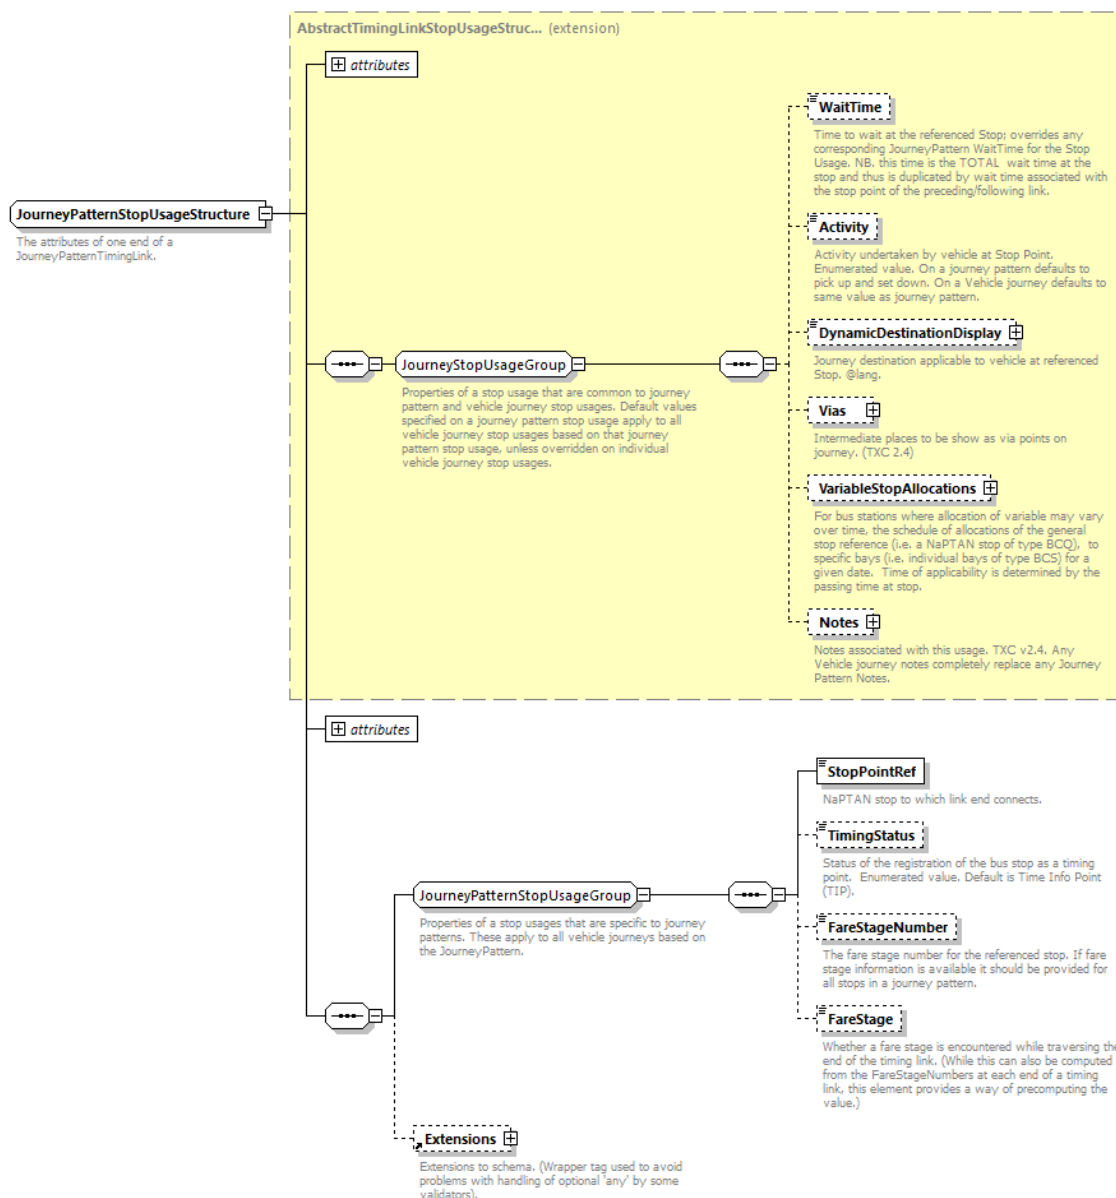 AbstractTimingLinkStopUsageStruc... (extension)
attributes
WaitTime
Time to wait at the referenced Stop; overrides any
corresponding JourneyPattern WaitTime for the Stop
Usage. NB. this time is the TOTAL wait time at the
stop and thus is duplicated by wait time associated with
the stop point of the preceding/following link.
JourneyPatternStopUsageStructure
The attributes of one end of a
JourneyPatternTimingLink.
Activity
Activity undertaken by vehicle at Stop Point.
Enumerated value. On a journey pattern defaults to
pick up and set down. On a Vehicle journey defaults to
same value as journey pattern.
DynamicDestinationDisplay
Journey destination applicable to vehicle at referenced
Stop. @lang.
JourneyStopUsageGroup
Properties of a stop usage that are common to journey
pattern and vehicle journey stop usages. Default values
specified on a journey pattern stop usage apply to all
vehicle journey stop usages based on that journey
pattern stop usage, unless overridden on individual
vehicle journey stop usages.
Vias
Intermediate places to be show as via points on
journey. (TXC 2.4)
VariableStopAllocations
For bus stations where allocation of variable may vary
over time, the schedule of allocations of the general
stop reference (i.e. a NaPTAN stop of type BCQ), to
specific bays (i.e. individual bays of type BCS) for a
given date. Time of applicability is determined by the
passing time at stop.
Notes
Notes associated with this usage. TXC v2.4. Any
Vehicle journey notes completely replace any Journey
Pattern Notes.
attributes
StopPointRef
NaPTAN stop to which link end connects.
TimingStatus
Status of the registration of the bus stop as a timing
point. Enumerated value. Default is Time Info Point
(TIP).
JourneyPatternStopUsageGroup
Properties of a stop usages that are specific to journey
patterns. These apply to all vehicle journeys based on
the JourneyPattern.
FareStageNumber
The fare stage number for the referenced stop. If fare
stage information is available it should be provided for
all stops in a journey pattern.
FareStage
Whether a fare stage is encountered while traversing the
end of the timing link. (While this can also be computed
from the FareStageNumbers at each end of a timing
link, this element provides a way of precomputing the
value.)
Extensions
Extensions to schema. (Wrapper tag used to avoid
problems with handling of optional 'any' by some
validators).